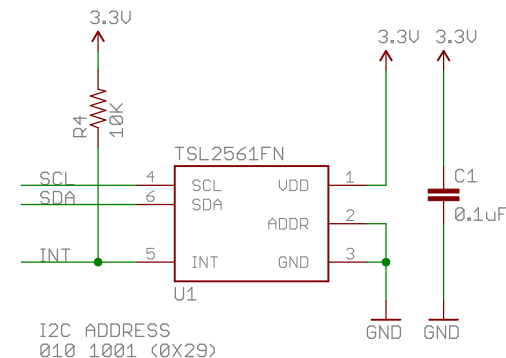 3.3V
3.3V
3.3V
R4
10K
TSL2561FN
SCL
4
SCL
VDD
1
SDA
6
SDA
ADDR
2
INT
5
INT
GND
3
C1
0.1uF
U1
GND
GND
I2C ADDRESS
010 1001 (0X29)